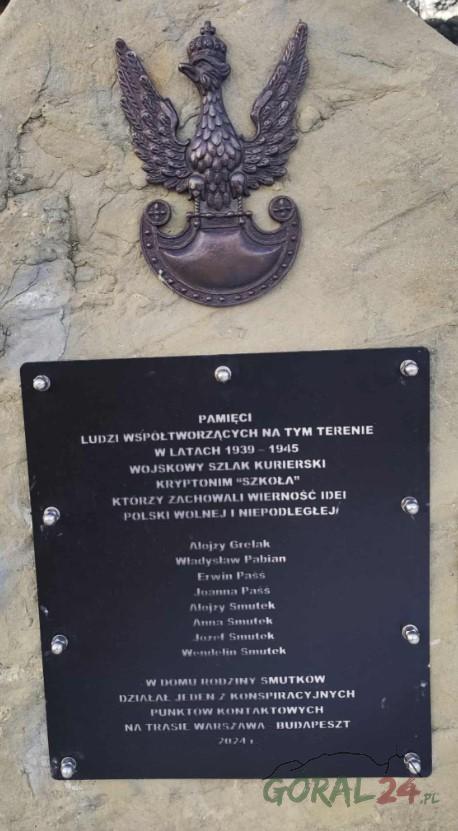 PAMIĘCI
LUDZI WSPÓŁTWORZĄCYCH NA TYM TERENIE
W LATACH 1939 – 1945
WOJSKOWY SZLAK KURIERSKI
KRYPTONIM “SZKOŁA”
KTÓRZY ZACHOWALI WIERNOŚĆ IDEI
POLSKI WOLNEJ I NIEPODLEGŁEJ
Alojzy Grelak
Władysław Pabian
Erwin Paśś
Joanna Paśś
Alojzy Smutek
Anna Smutek
Józef Smutek
Wendelin Smutek
W DOMU RODZINY SMUTKÓW
DZIAŁAŁ JEDEN Z KONSPIRACYJNYCH
PUNKTÓW KONTAKTOWYCH
NA TRASIE WARSZAWA - BUDAPESZT
2024 r.
GORAL24.PL